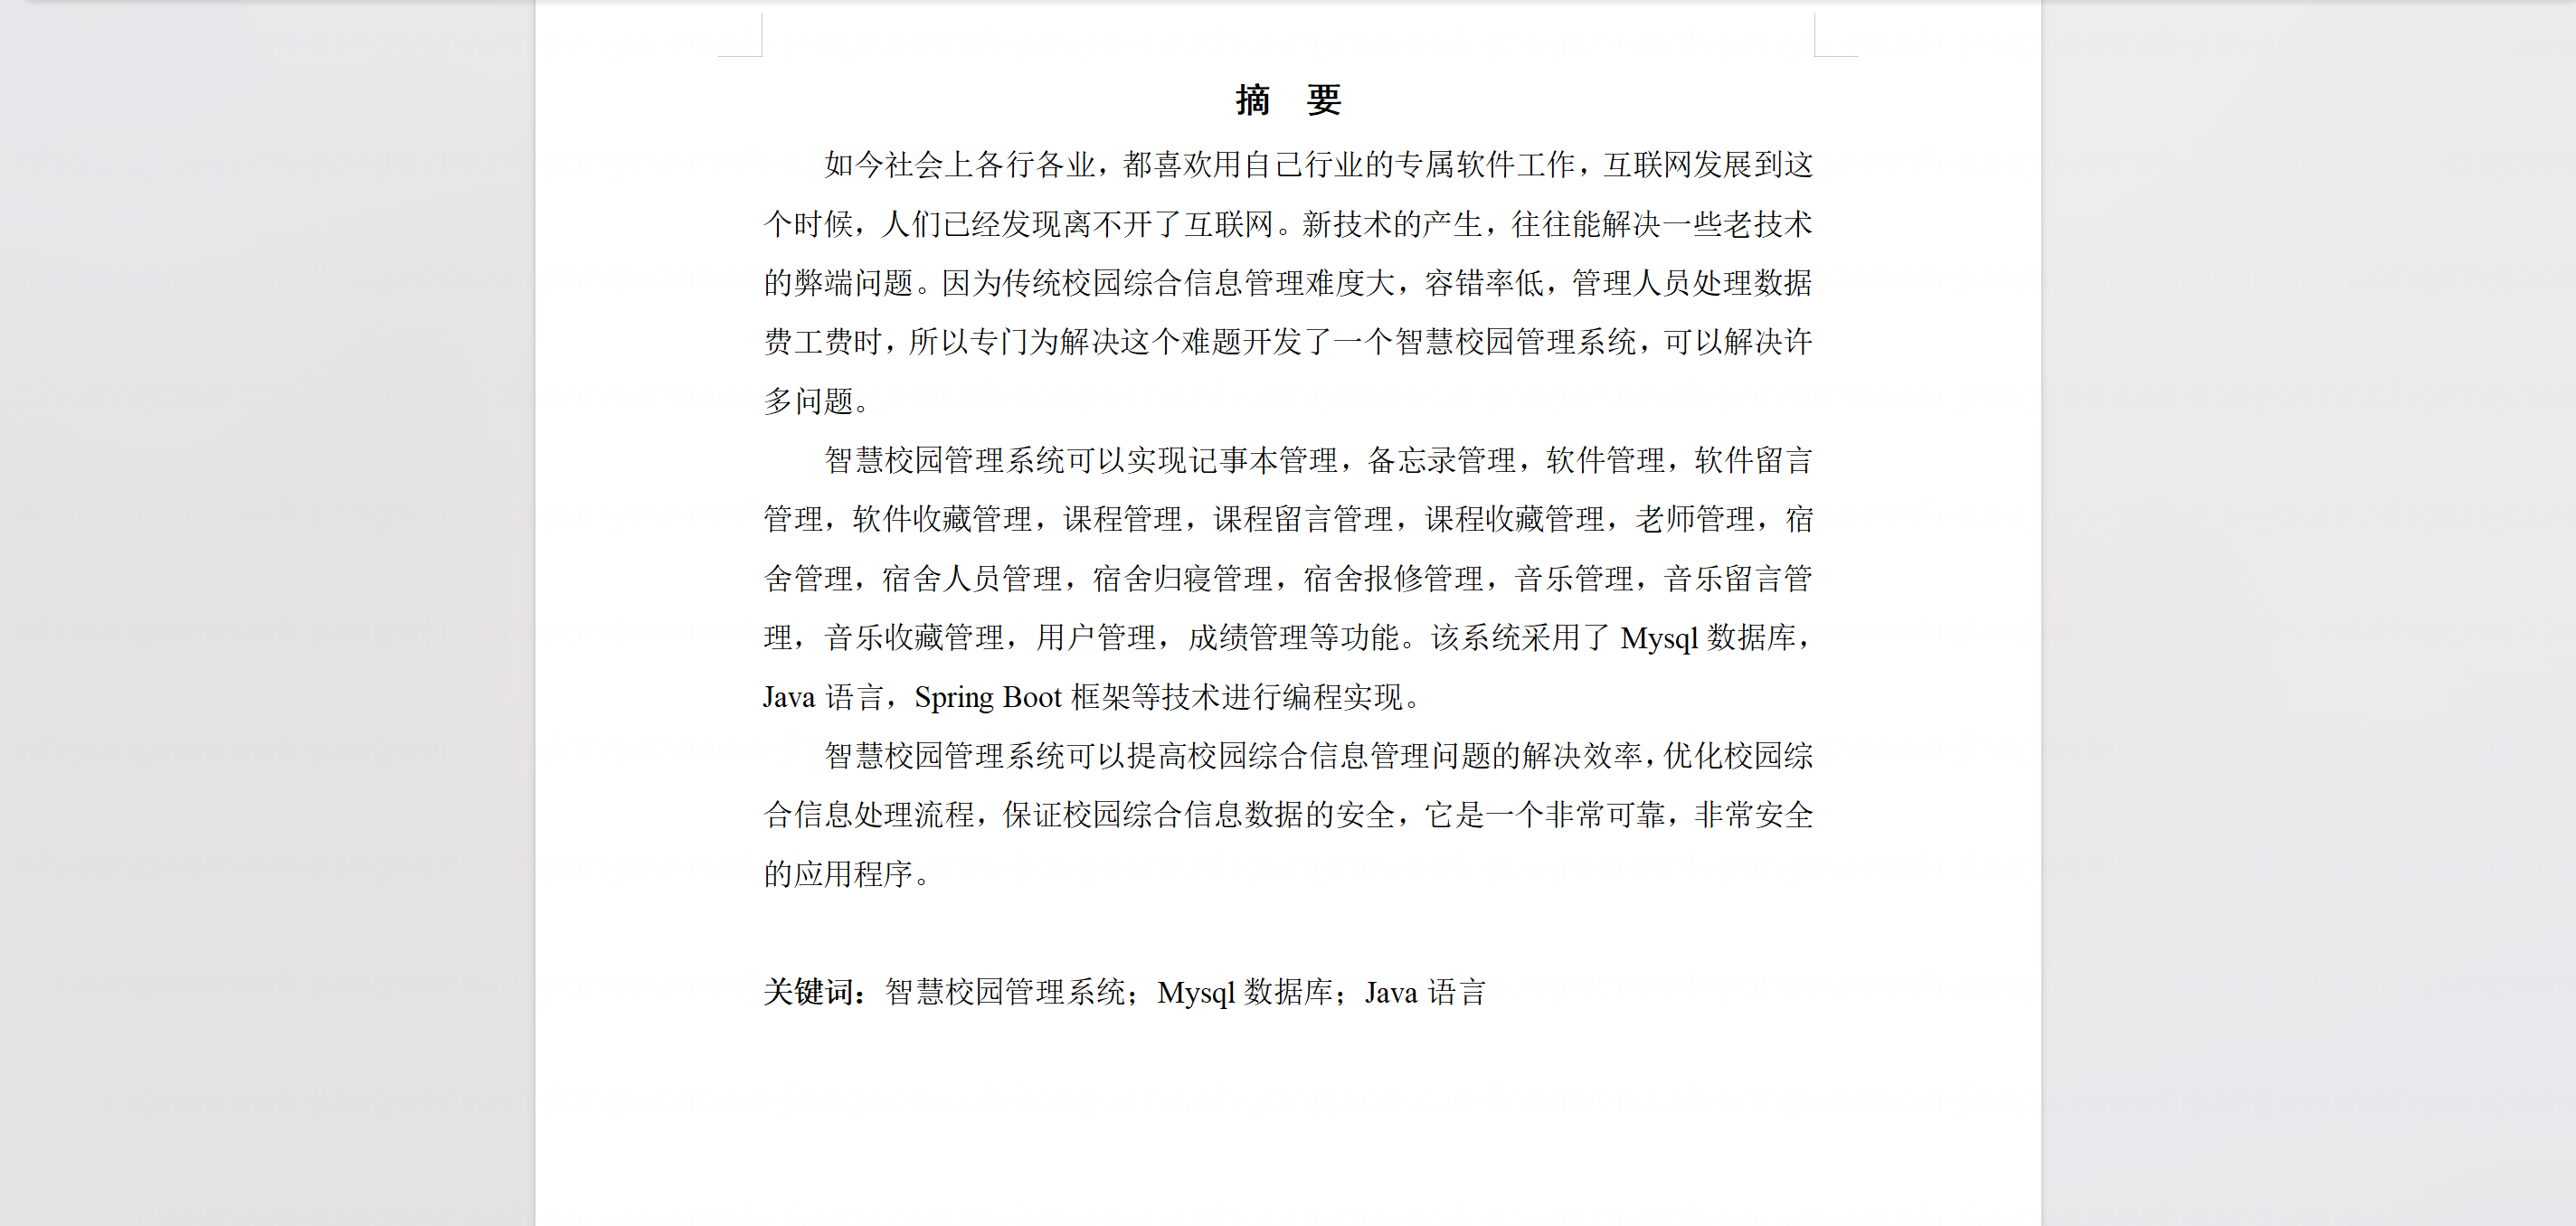 摘 要
如今社会上各行各业，都喜欢用自己行业的专属软件工作，互联网发展到这
个时候，人们已经发现离不开了互联网。新技术的产生，往往能解决一些老技术
的弊端问题。因为传统校园综合信息管理难度大，容错率低，管理人员处理数据
费工费时，所以专门为解决这个难题开发了一个智慧校园管理系统，可以解决许
多问题。
智慧校园管理系统可以实现记事本管理，备忘录管理，软件管理，软件留言
管理，软件收藏管理，课程管理，课程留言管理，课程收藏管理，老师管理，宿
舍管理，宿舍人员管理，宿舍归寝管理，宿舍报修管理，音乐管理，音乐留言管
理，音乐收藏管理，用户管理，成绩管理等功能。该系统采用了 Mysql 数据库，
Java 语言，Spring Boot 框架等技术进行编程实现。
智慧校园管理系统可以提高校园综合信息管理问题的解决效率，优化校园综
合信息处理流程，保证校园综合信息数据的安全，它是一个非常可靠，非常安全
的应用程序。
关键词：智慧校园管理系统；Mysql 数据库；Java 语言